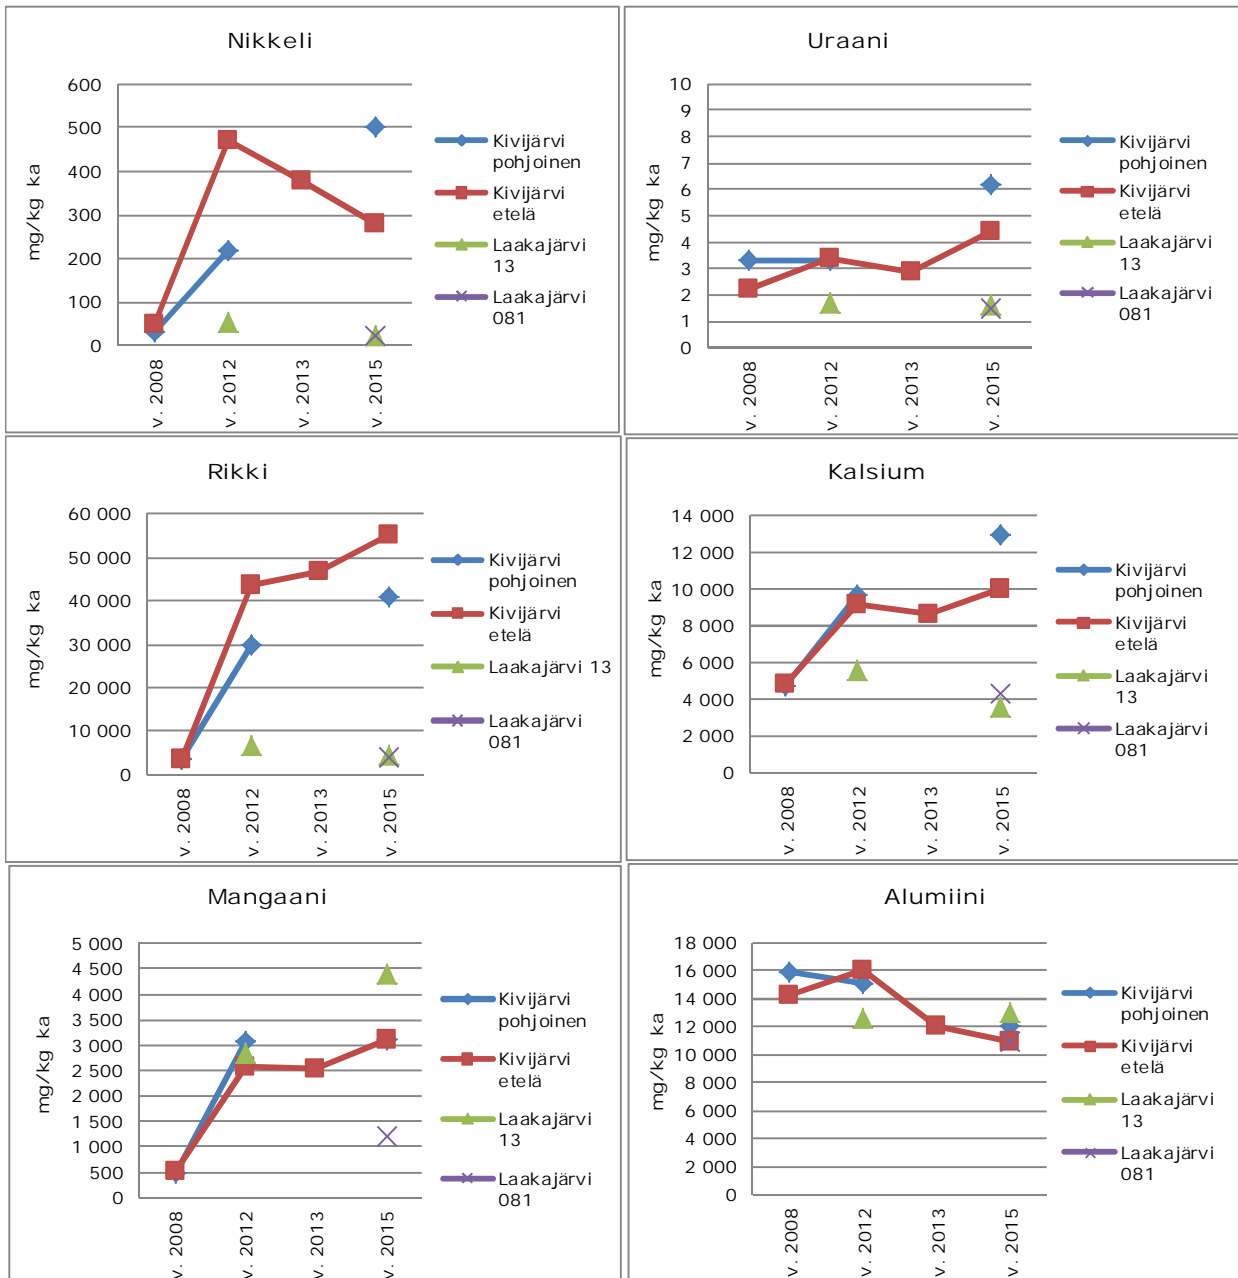 Nikkeli
600
500
400
300
200
100
0
mg/kg ka
v. 2008
v. 2012
v. 2013
v. 2015
Kivijärvi
pohjoinen
Kivijärvi
etelä
Laakajärvi
13
Laakajärvi
081
Uraani
10
9
8
7
6
5
4
3
2
1
0
mg/kg ka
v. 2008
v. 2012
v. 2013
v. 2015
Kivijärvi
pohjoinen
Kivijärvi
etelä
Laakajärvi
13
Laakajärvi
081
Rikki
60 000
50 000
40 000
30 000
20 000
10 000
0
mg/kg ka
v. 2008
v. 2012
v. 2013
v. 2015
Kivijärvi
pohjoinen
Kivijärvi
etelä
Laakajärvi 13
Laakajärvi
081
Kalsium
14 000
12 000
10 000
8 000
6 000
4 000
2 000
0
mg/kg ka
v. 2008
v. 2012
v. 2013
v. 2015
Kivijärvi
pohjoinen
Kivijärvi
etelä
Laakajärvi
13
Laakajärvi
081
Mangaani
5 000
4 500
4 000
3 500
3 000
2 500
2 000
1 500
1 000
500
0
mg/kg ka
v. 2008
v. 2012
v. 2013
v. 2015
Kivijärvi
pohjoinen
Kivijärvi
etelä
Laakajärvi
13
Laakajärvi
081
Alumiini
18 000
16 000
14 000
12 000
10 000
8 000
6 000
4 000
2 000
0
mg/kg ka
v. 2008
v. 2012
v. 2013
v. 2015
Kivijärvi
pohjoinen
Kivijärvi
etelä
Laakajärvi
13
Laakajärvi
081